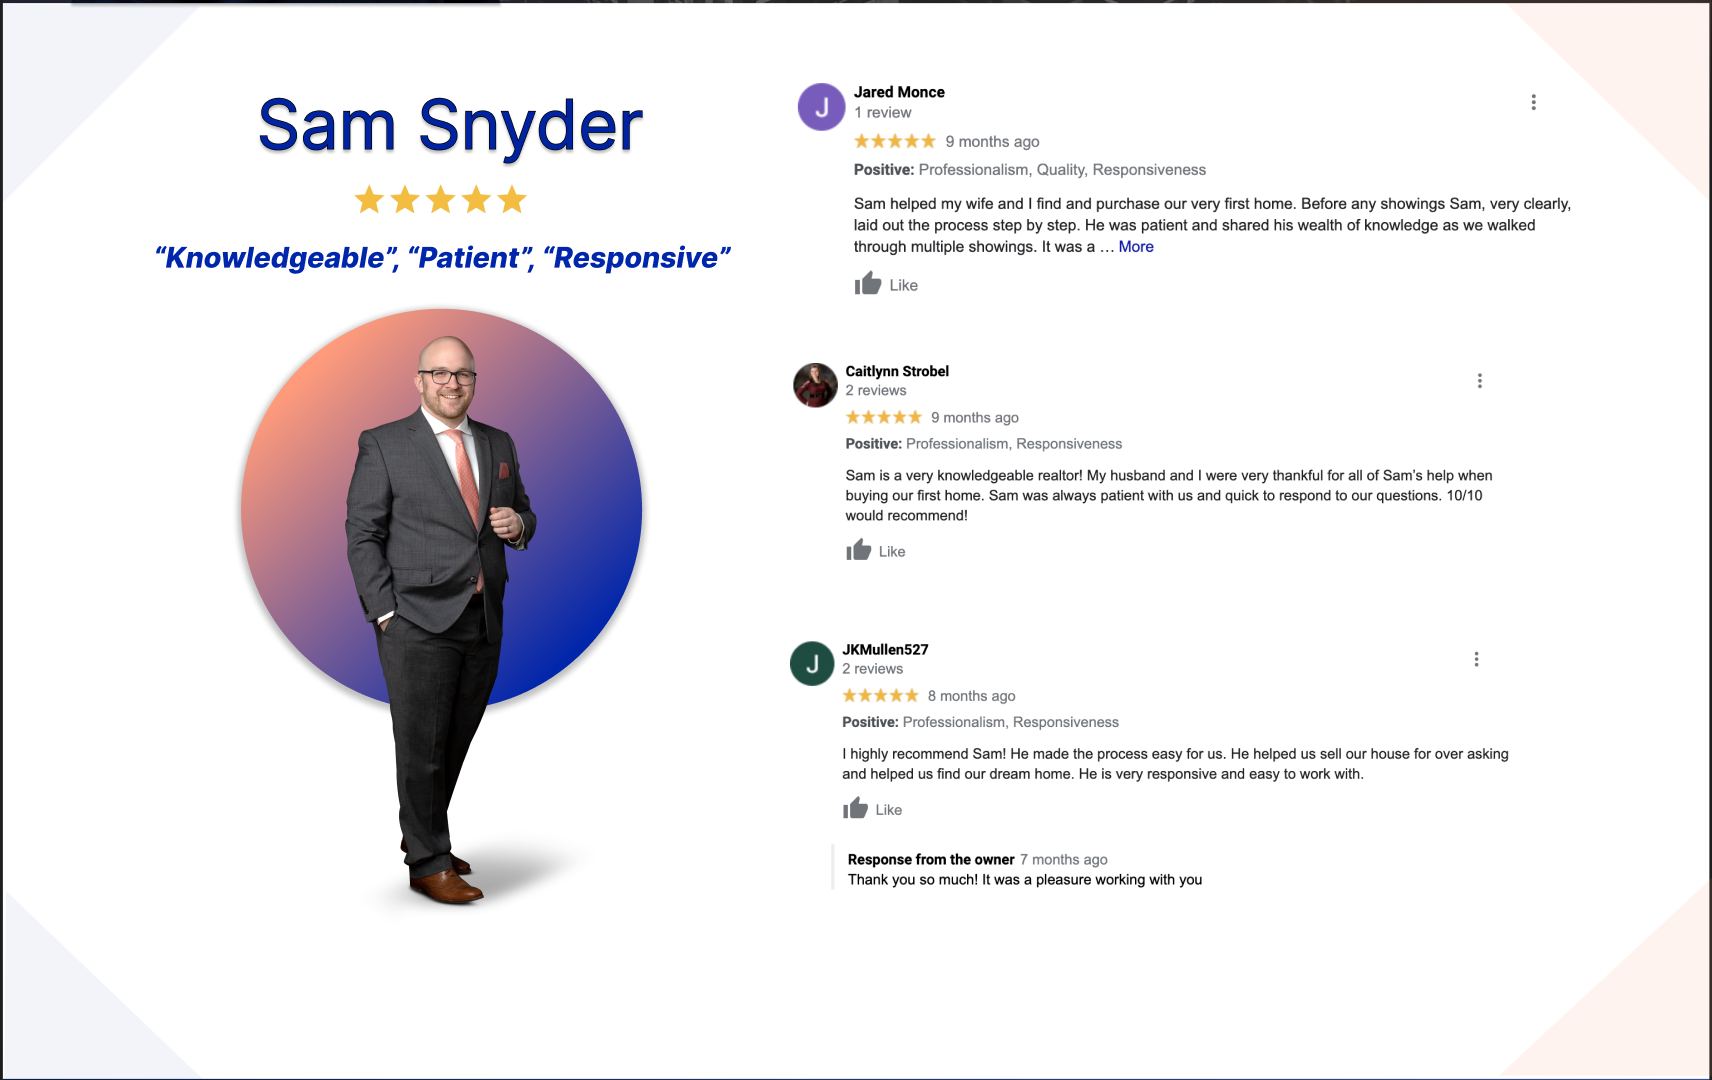 Sam Snyder
“Knowledgeable”, “Patient”, “Responsive”
J
Jared Monce
1 review
9 months ago
Positive: Professionalism, Quality, Responsiveness
Sam helped my wife and I find and purchase our very first home. Before any showings Sam, very clearly,
laid out the process step by step. He was patient and shared his wealth of knowledge as we walked
through multiple showings. It was a … More
Like
Caitlynn Strobel
2 reviews
9 months ago
Positive: Professionalism, Responsiveness
Sam is a very knowledgeable realtor! My husband and I were very thankful for all of Sam’s help when
buying our first home. Sam was always patient with us and quick to respond to our questions. 10/10
would recommend!
Like
J
JKMullen527
2 reviews
8 months ago
Positive: Professionalism, Responsiveness
I highly recommend Sam! He made the process easy for us. He helped us sell our house for over asking
and helped us find our dream home. He is very responsive and easy to work with.
Like
Response from the owner 7 months ago
Thank you so much! It was a pleasure working with you